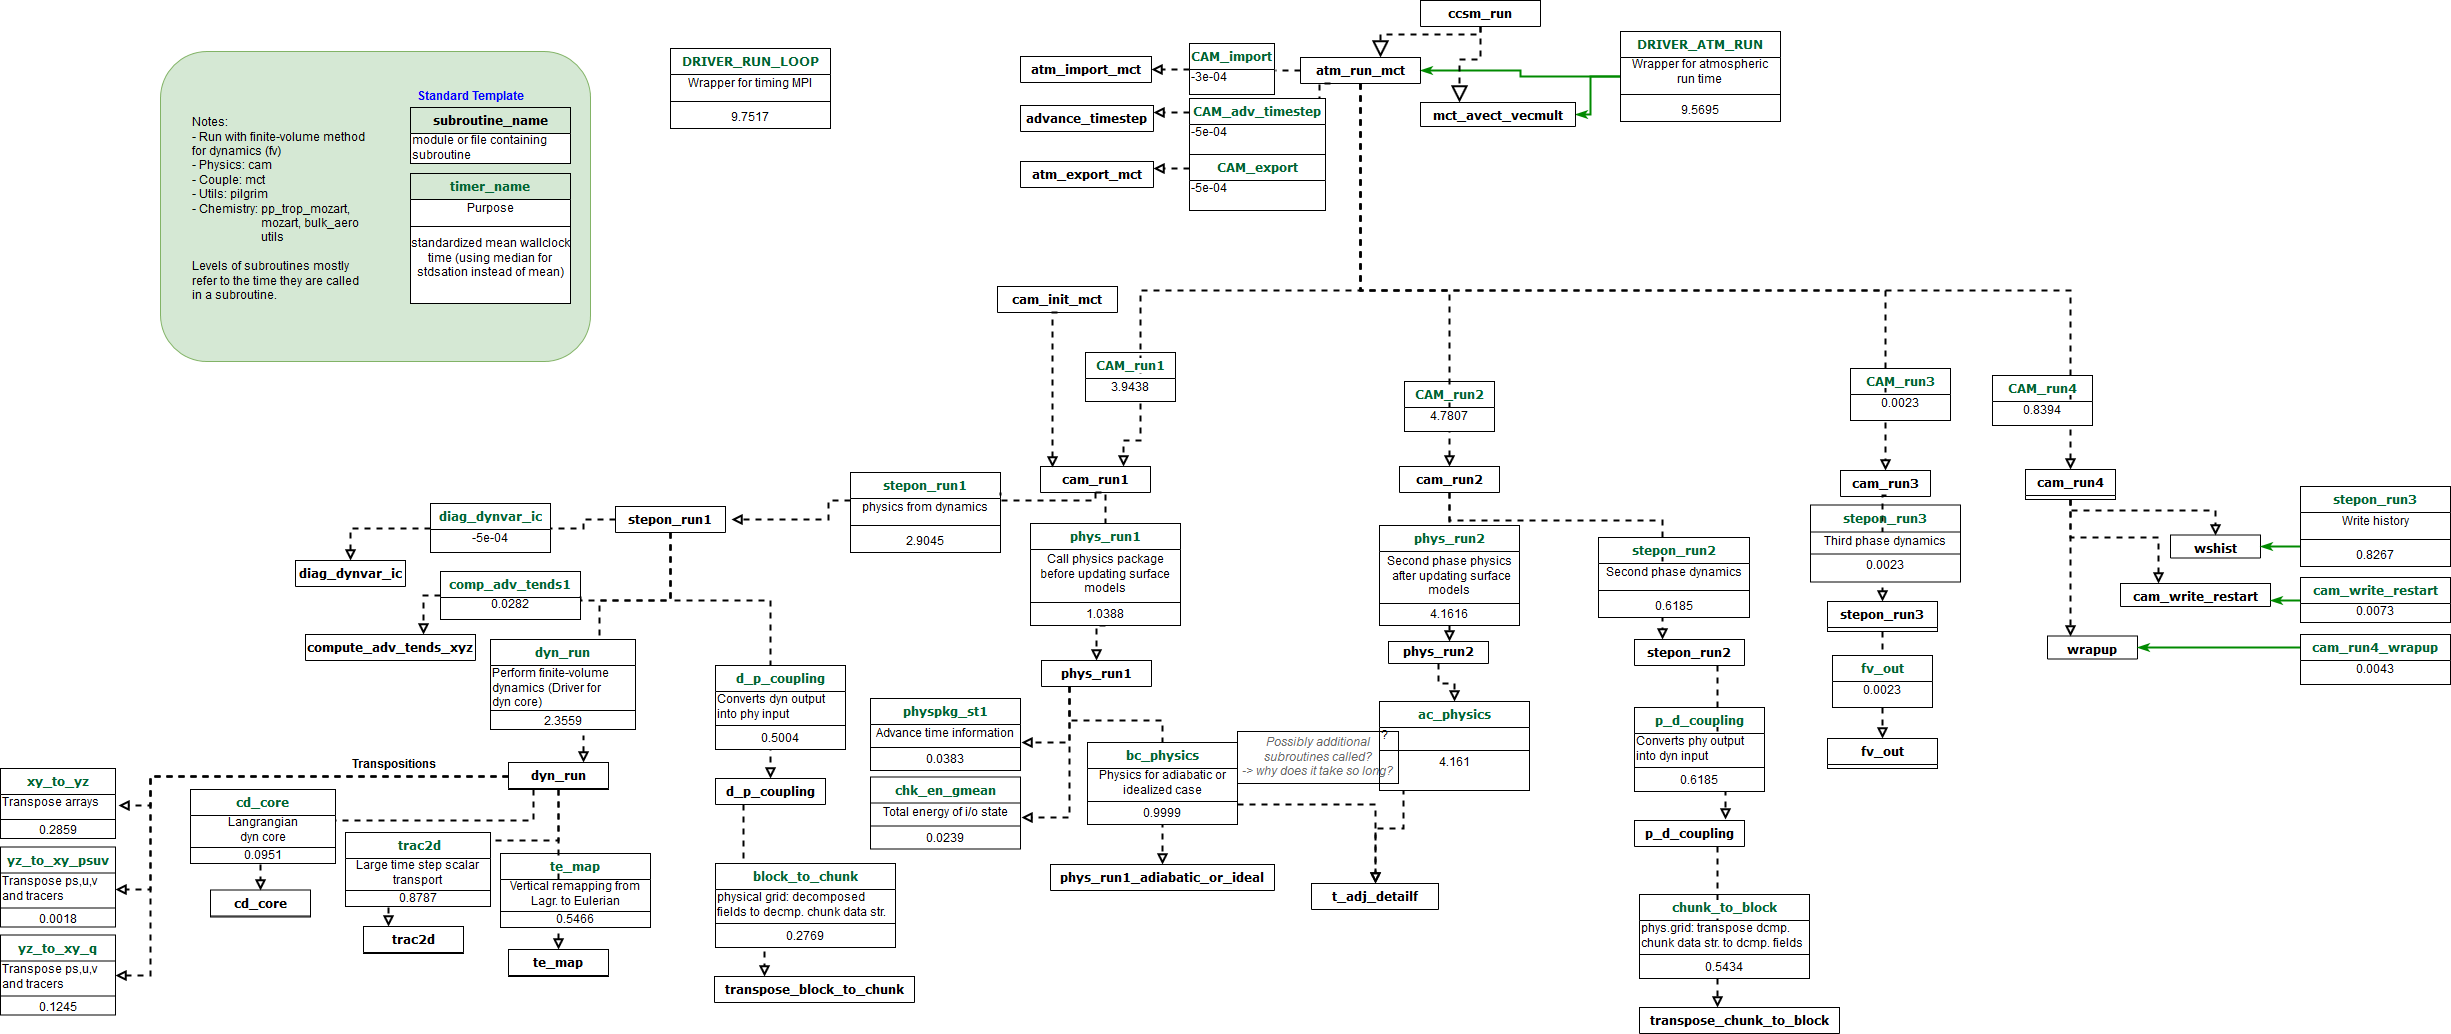 ccsm_run
DRIVER_RUN_LOOP
Wrapper for timing MPI
9.7517
CAM_import
-3e-04
atm_import_mct
atm_run_mct
DRIVER_ATM_RUN
Wrapper for atmospheric
run time
9.5695
advance_timestep
CAM_adv_timestep
-5e-04
mct_avect_vecmult
atm_export_mct
CAM_export
-5e-04
Notes:
- Run with finite-volume method
for dynamics (fv)
- Physics: cam
- Couple: mct
- Utils: pilgrim
- Chemistry: pp_trop_mozart,
mozart, bulk_aero
utils
Levels of subroutines mostly
refer to the time they are called
in a subroutine.
Standard Template
subroutine_name
module or file containing
subroutine
timer_name
Purpose
standardized mean wallclock
time (using median for
stdsation instead of mean)
cam_init_mct
CAM_run1
3.9438
CAM_run2
4.7807
CAM_run3
0.0023
CAM_run4
0.8394
cam_run1
cam_run2
cam_run3
cam_run4
stepon_run1
physics from dynamics
2.9045
stepon_run1
diag_dynvar_ic
-5e-04
diag_dynvar_ic
comp_adv_tends1
0.0282
compute_adv_tends_xyz
phys_run1
Call physics package
before updating surface
models
1.0388
phys_run1
phys_run2
Second phase physics
after updating surface
models
4.1616
phys_run2
stepon_run2
Second phase dynamics
0.6185
stepon_run2
stepon_run3
Third phase dynamics
0.0023
stepon_run3
fv_out
0.0023
fv_out
stepon_run3
Write history
0.8267
wshist
cam_write_restart
cam_write_restart
0.0073
wrapup
cam_run4_wrapup
0.0043
dyn_run
Perform finite-volume
dynamics (Driver for
dyn core)
2.3559
dyn_run
d_p_coupling
Converts dyn output
into phy input
0.5004
d_p_coupling
physpkg_st1
Advance time information
0.0383
chk_en_gmean
Total energy of i/o state
0.0239
bc_physics
Physics for adiabatic or
idealized case
0.9999
Possibly additional
subroutines called?
-> why does it take so long?
ac_physics
?
4.161
p_d_coupling
Converts phy output
into dyn input
0.6185
p_d_coupling
Transpositions
xy_to_yz
Transpose arrays
0.2859
yz_to_xy_psuv
Transpose ps,u,v
and tracers
0.0018
yz_to_xy_q
Transpose ps,u,v
and tracers
0.1245
cd_core
Langrangian
dyn core
0.0951
cd_core
trac2d
Large time step scalar
transport
0.8787
trac2d
te_map
Vertical remapping from
Lagr. to Eulerian
0.5466
te_map
block_to_chunk
physical grid: decomposed
fields to decmp. chunk data str.
0.2769
transpose_block_to_chunk
phys_run1_adiabatic_or_ideal
t_adj_detailf
chunk_to_block
phys.grid: transpose dcmp.
chunk data str. to dcmp. fields
0.5434
transpose_chunk_to_block